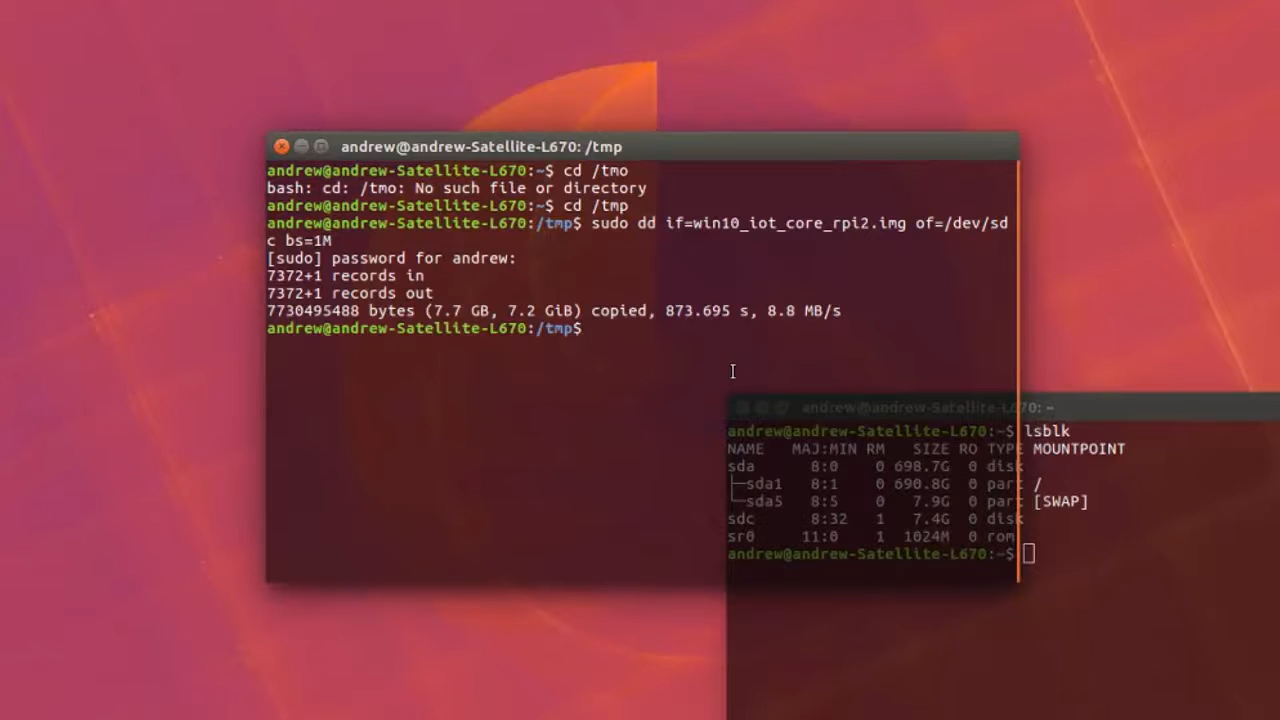 andrew@andrew-Satellite-L670: /tmp
andrew@andrew-Satellite-L670:~$ cd /tmo
bash: cd: /tmo: No such file or directory
andrew@andrew-Satellite-L670:~$ cd /tmp
andrew@andrew-Satellite-L670:/tmp$ sudo dd if=win10_iot_core_rpi2.img of=/dev/sd
c bs=1M
[sudo] password for andrew:
7372+1 records in
7372+1 records out
7730495488 bytes (7.7 GB, 7.2 GiB) copied, 873.695 s, 8.8 MB/s
andrew@andrew-Satellite-L670:/tmp$
andrew@andrew-Satellite-L670: ~
andrew@andrew-Satellite-L670:~$ lsblk
NAME   MAJ:MIN RM   SIZE RO TYPE MOUNTPOINT
sda      8:0    0 698.7G  0 disk
├─sda1   8:1    0 690.8G  0 part /
└─sda5   8:5    0   7.9G  0 part [SWAP]
sdc      8:32   1   7.4G  0 disk
sr0     11:0    1  1024M  0 rom
andrew@andrew-Satellite-L670:~$